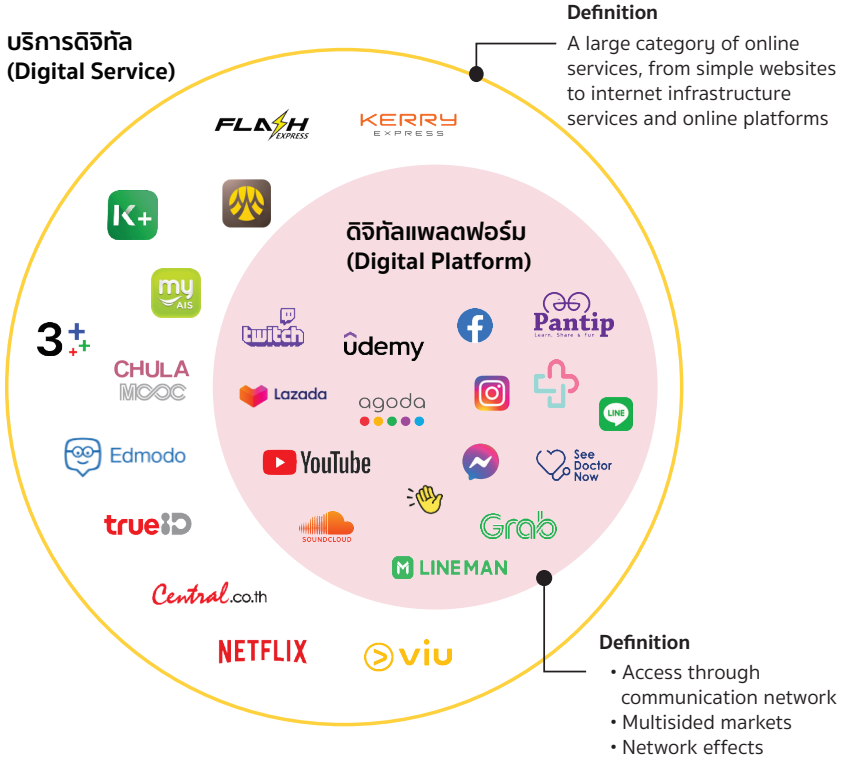 Definition
A large category of online
services, from simple websites
to internet infrastructure
services and online platforms
บริการดิจิทัล
(Digital Service)
FLASH
EXPRESS
KERRY
EXPRESS
K+
ดิจิทัลแพลตฟอร์ม
(Digital Platform)
my
AIS
twitch
udemy
Pantip
Learn, Share & Fun
3+
CHULA
MOOC
Lazada
agoda
LINE
Edmodo
YouTube
See
Doctor
Now
trueID
SOUNDCLOUD
Grab
LINE MAN
Central.co.th
NETFLIX
viu
Definition
• Access through
communication network
• Multisided markets
• Network effects